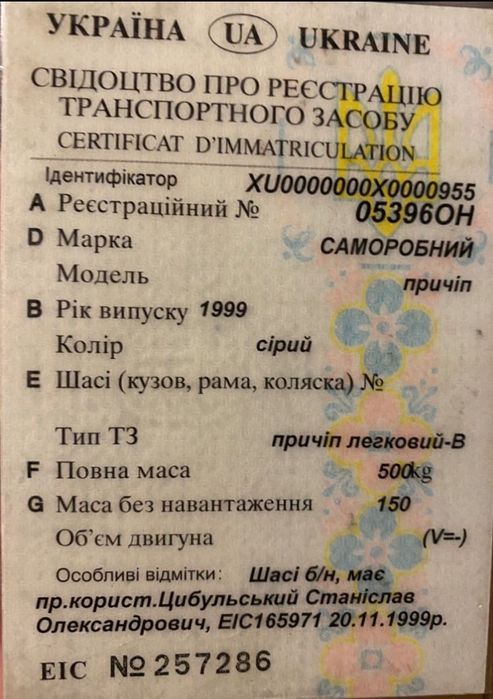 УКРАЇНА UA UKRAINE
СВІДОЦТВО ПРО РЕЄСТРАЦІЮ
ТРАНСПОРТНОГО ЗАСОБУ
CERTIFICAT D'IMMATRICULATION
Ідентифікатор XU0000000X0000955
A Реєстраційний № 05396ОН
D Марка САМОРОБНИЙ
Модель причіп
B Рік випуску 1999
Колір сірий
E Шасі (кузов, рама, коляска) №
Тип ТЗ причіп легковий-В
F Повна маса 500kg
G Маса без навантаження 150
Об'єм двигуна (V=-)
Особливі відмітки: Шасі б/н, має
пр.корист.Цибульський Станіслав
Олександрович, ЕІС165971 20.11.1999р.
ЕІС № 257286